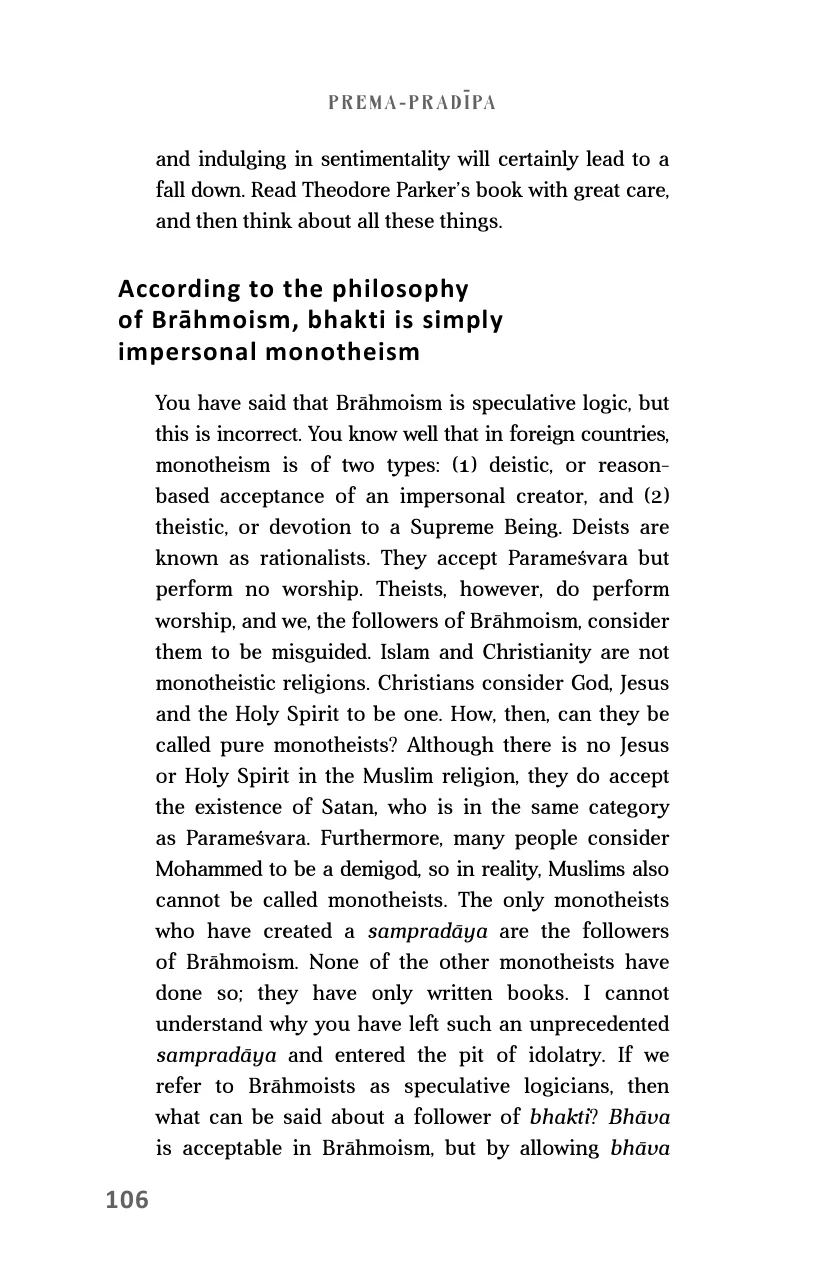 PREMA-PRADĪPA
and indulging in sentimentality will certainly lead to a
fall down. Read Theodore Parker’s book with great care,
and then think about all these things.
According to the philosophy
of Brāhmoism, bhakti is simply
impersonal monotheism
You have said that Brāhmoism is speculative logic, but
this is incorrect. You know well that in foreign countries,
monotheism is of two types: (1) deistic, or reason-
based acceptance of an impersonal creator, and (2)
theistic, or devotion to a Supreme Being. Deists are
known as rationalists. They accept Parameśvara but
perform no worship. Theists, however, do perform
worship, and we, the followers of Brāhmoism, consider
them to be misguided. Islam and Christianity are not
monotheistic religions. Christians consider God, Jesus
and the Holy Spirit to be one. How, then, can they be
called pure monotheists? Although there is no Jesus
or Holy Spirit in the Muslim religion, they do accept
the existence of Satan, who is in the same category
as Parameśvara. Furthermore, many people consider
Mohammed to be a demigod, so in reality, Muslims also
cannot be called monotheists. The only monotheists
who have created a sampradāya are the followers
of Brāhmoism. None of the other monotheists have
done so; they have only written books. I cannot
understand why you have left such an unprecedented
sampradāya and entered the pit of idolatry. If we
refer to Brāhmoists as speculative logicians, then
what can be said about a follower of bhakti? Bhāva
is acceptable in Brāhmoism, but by allowing bhāva
106